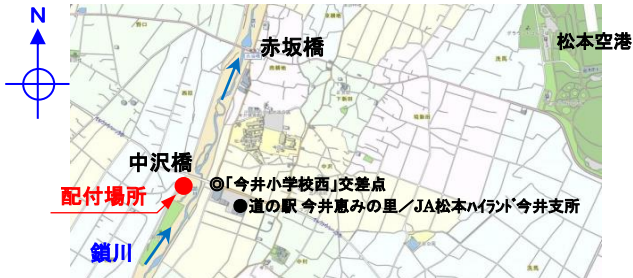 N
赤坂橋
松本空港
中沢橋
◎「今井小学校西」交差点
配付場所
●道の駅 今井恵みの里/JA松本ハイランド今井支所
鎖川